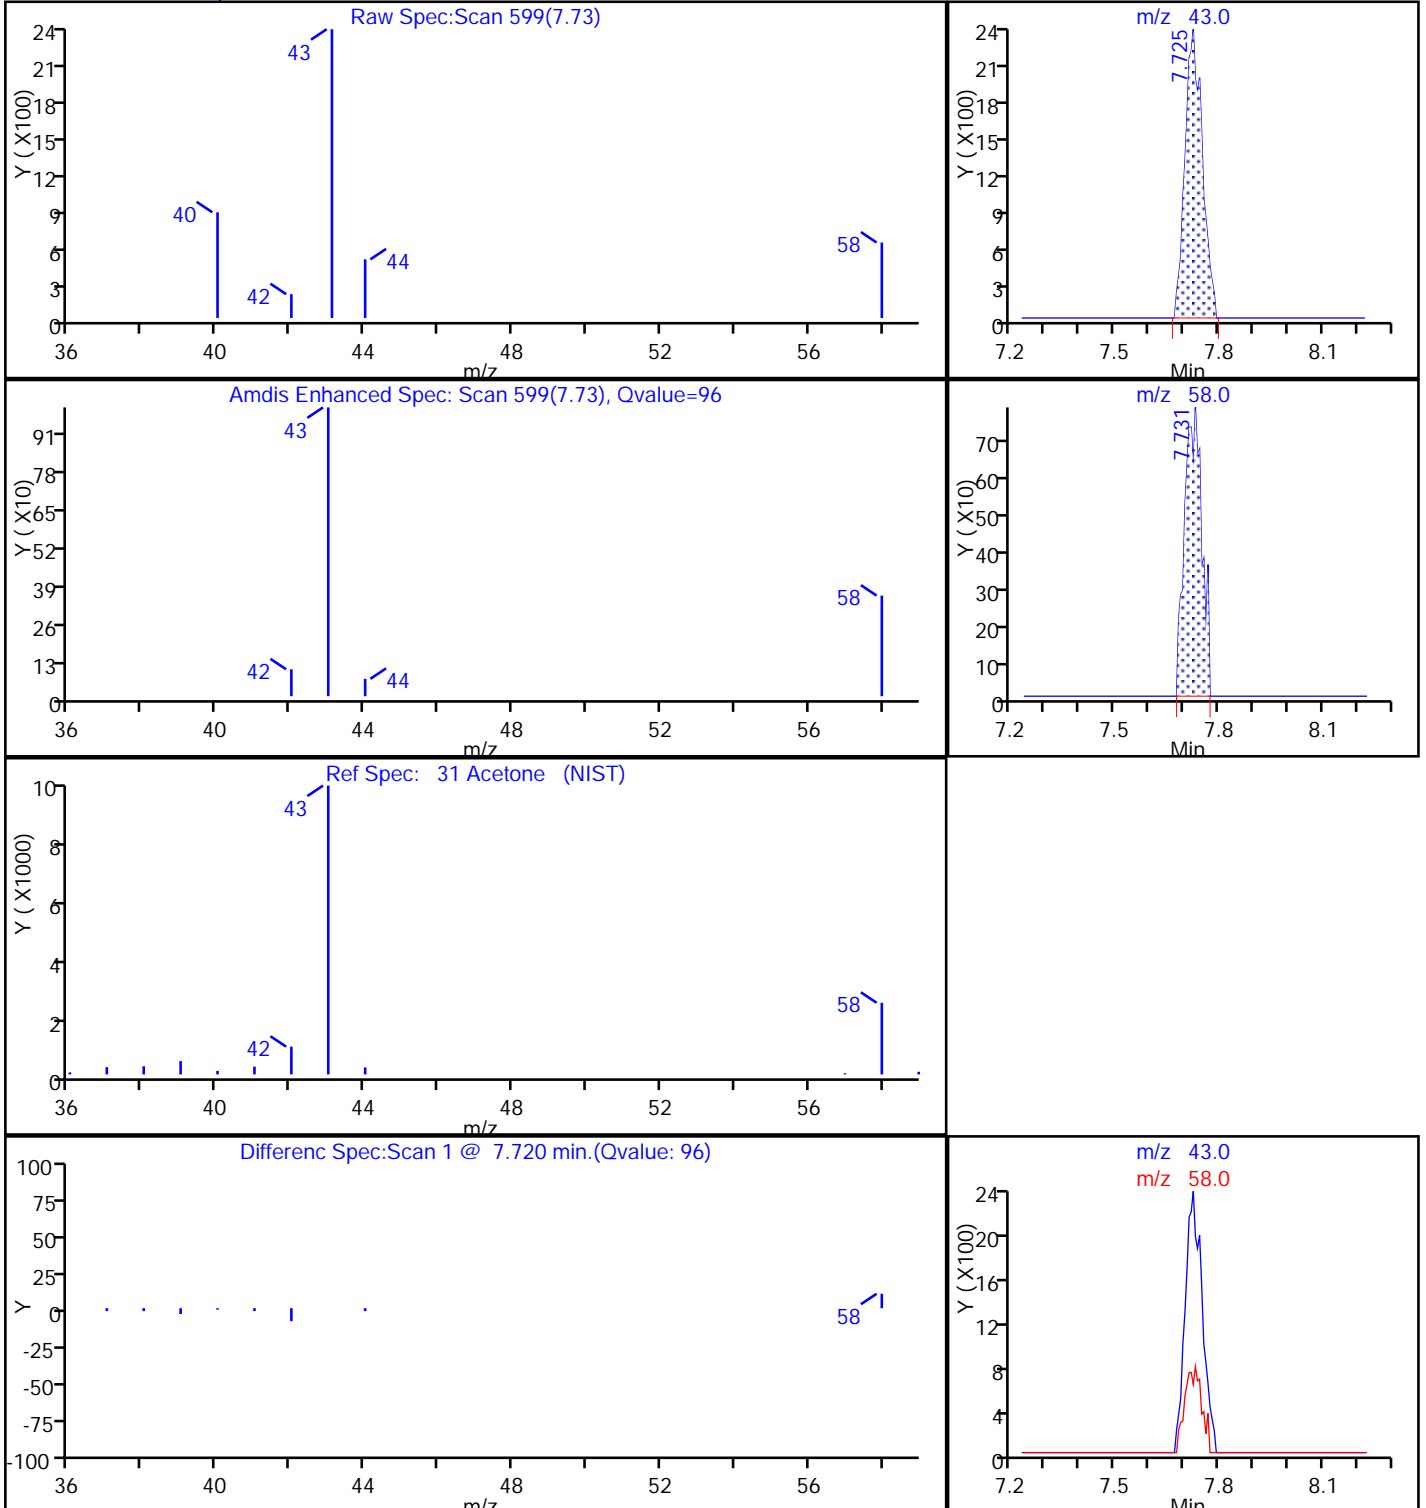 Raw Spec:Scan 599(7.73)
24
21
18
15
12
9
6
3
0
Y ( X100)
43
40
42
44
58
36 40 44 48 52 56
m/z
m/z 43.0
24
21
18
15
12
9
6
3
0
Y ( X100)
7.725
7.2 7.5 7.8 8.1
Min
Amdis Enhanced Spec: Scan 599(7.73), Qvalue=96
91
78
65
52
39
26
13
0
Y ( X10)
43
42
44
58
36 40 44 48 52 56
m/z
m/z 58.0
70
60
50
40
30
20
10
0
Y ( X10)
7.731
7.2 7.5 7.8 8.1
Min
Ref Spec: 31 Acetone (NIST)
10
8
6
4
2
0
Y ( X1000)
43
42
58
36 40 44 48 52 56
m/z
Differenc Spec:Scan 1 @ 7.720 min.(Qvalue: 96)
100
75
50
25
0
-25
-50
-75
-100
Y
58
36 40 44 48 52 56
m/z
m/z 43.0
m/z 58.0
24
20
16
12
8
4
0
Y ( X100)
7.2 7.5 7.8 8.1
Min